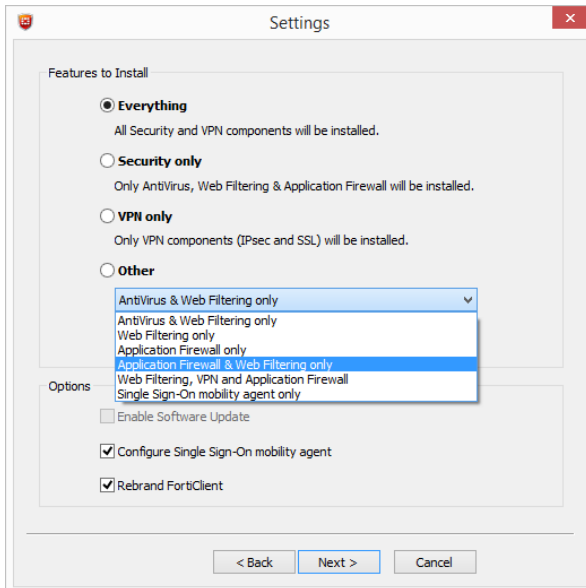 Settings
Features to Install
Everything
All Security and VPN components will be installed.
Security only
Only AntiVirus, Web Filtering & Application Firewall will be installed.
VPN only
Only VPN components (IPsec and SSL) will be installed.
Other
AntiVirus & Web Filtering only
AntiVirus & Web Filtering only
Web Filtering only
Application Firewall only
Application Firewall & Web Filtering only
Web Filtering, VPN and Application Firewall
Single Sign-On mobility agent only
Options
Enable Software Update
Configure Single Sign-On mobility agent
Rebrand FortiClient
< Back Next > Cancel